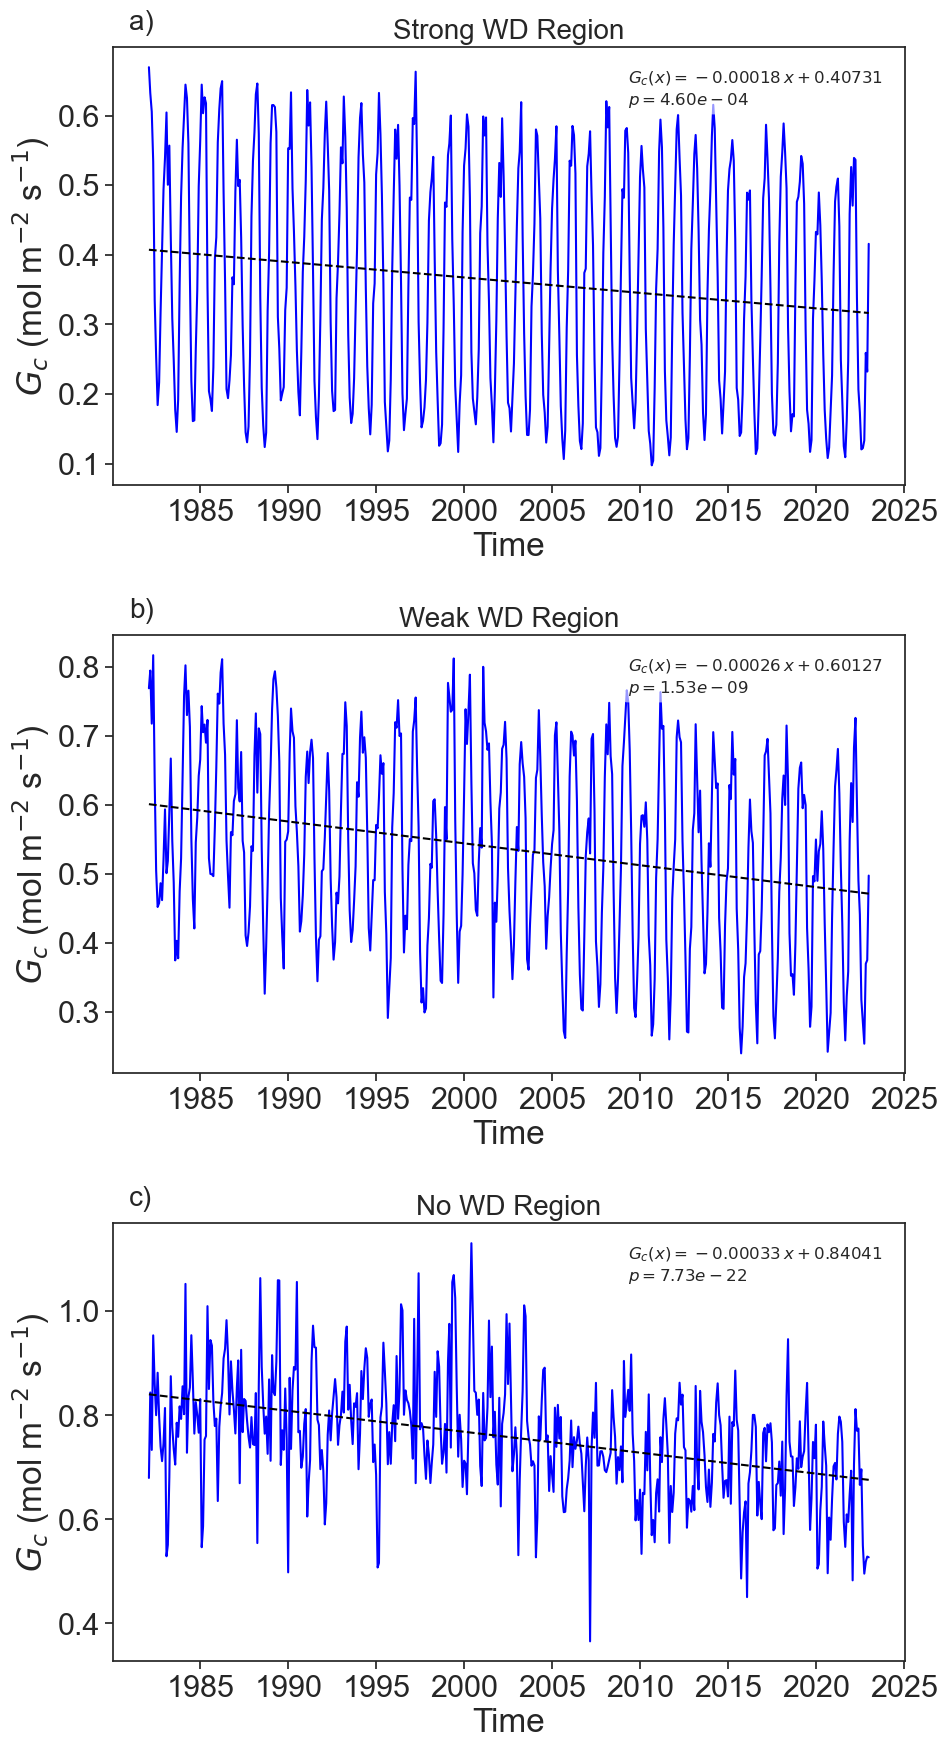 a)
Strong WD Region
G_c(x) = −0.00018 x + 0.40731
p = 4.60e − 04
G_c (mol m⁻² s⁻¹)
0.6
0.5
0.4
0.3
0.2
0.1
1985 1990 1995 2000 2005 2010 2015 2020 2025
Time
b)
Weak WD Region
G_c(x) = −0.00026 x + 0.60127
p = 1.53e − 09
G_c (mol m⁻² s⁻¹)
0.8
0.7
0.6
0.5
0.4
0.3
1985 1990 1995 2000 2005 2010 2015 2020 2025
Time
c)
No WD Region
G_c(x) = −0.00033 x + 0.84041
p = 7.73e − 22
G_c (mol m⁻² s⁻¹)
1.0
0.8
0.6
0.4
1985 1990 1995 2000 2005 2010 2015 2020 2025
Time